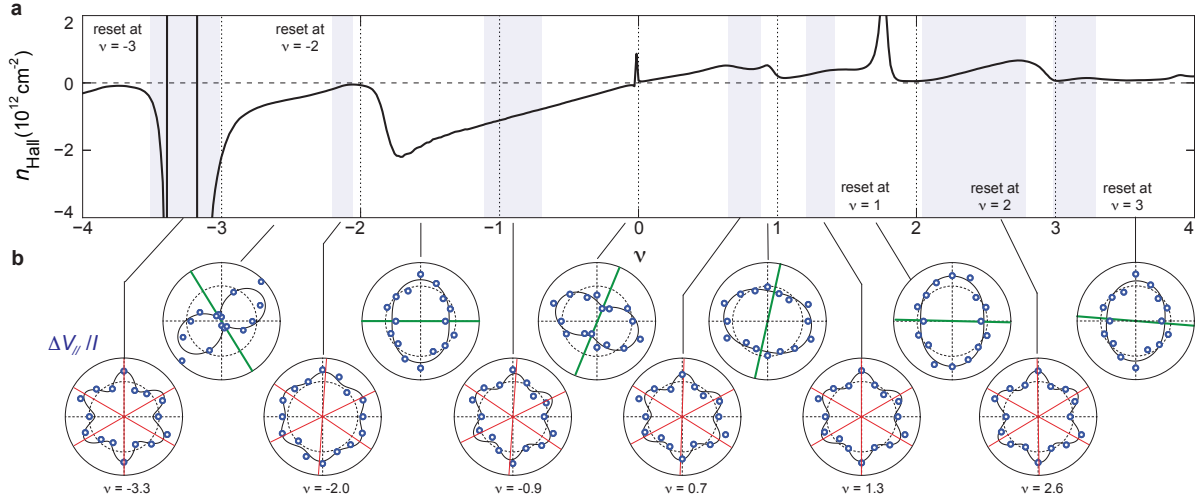 a
n_Hall (10^12 cm^-2)
2
0
−2
−4
reset at
ν = -3
reset at
ν = -2
reset at
ν = 1
reset at
ν = 2
reset at
ν = 3
−4 −3 −2 −1 0 1 2 3 4
ν
b
ΔV_// /I
ν = -3.3 ν = -2.0 ν = -0.9 ν = 0.7 ν = 1.3 ν = 2.6